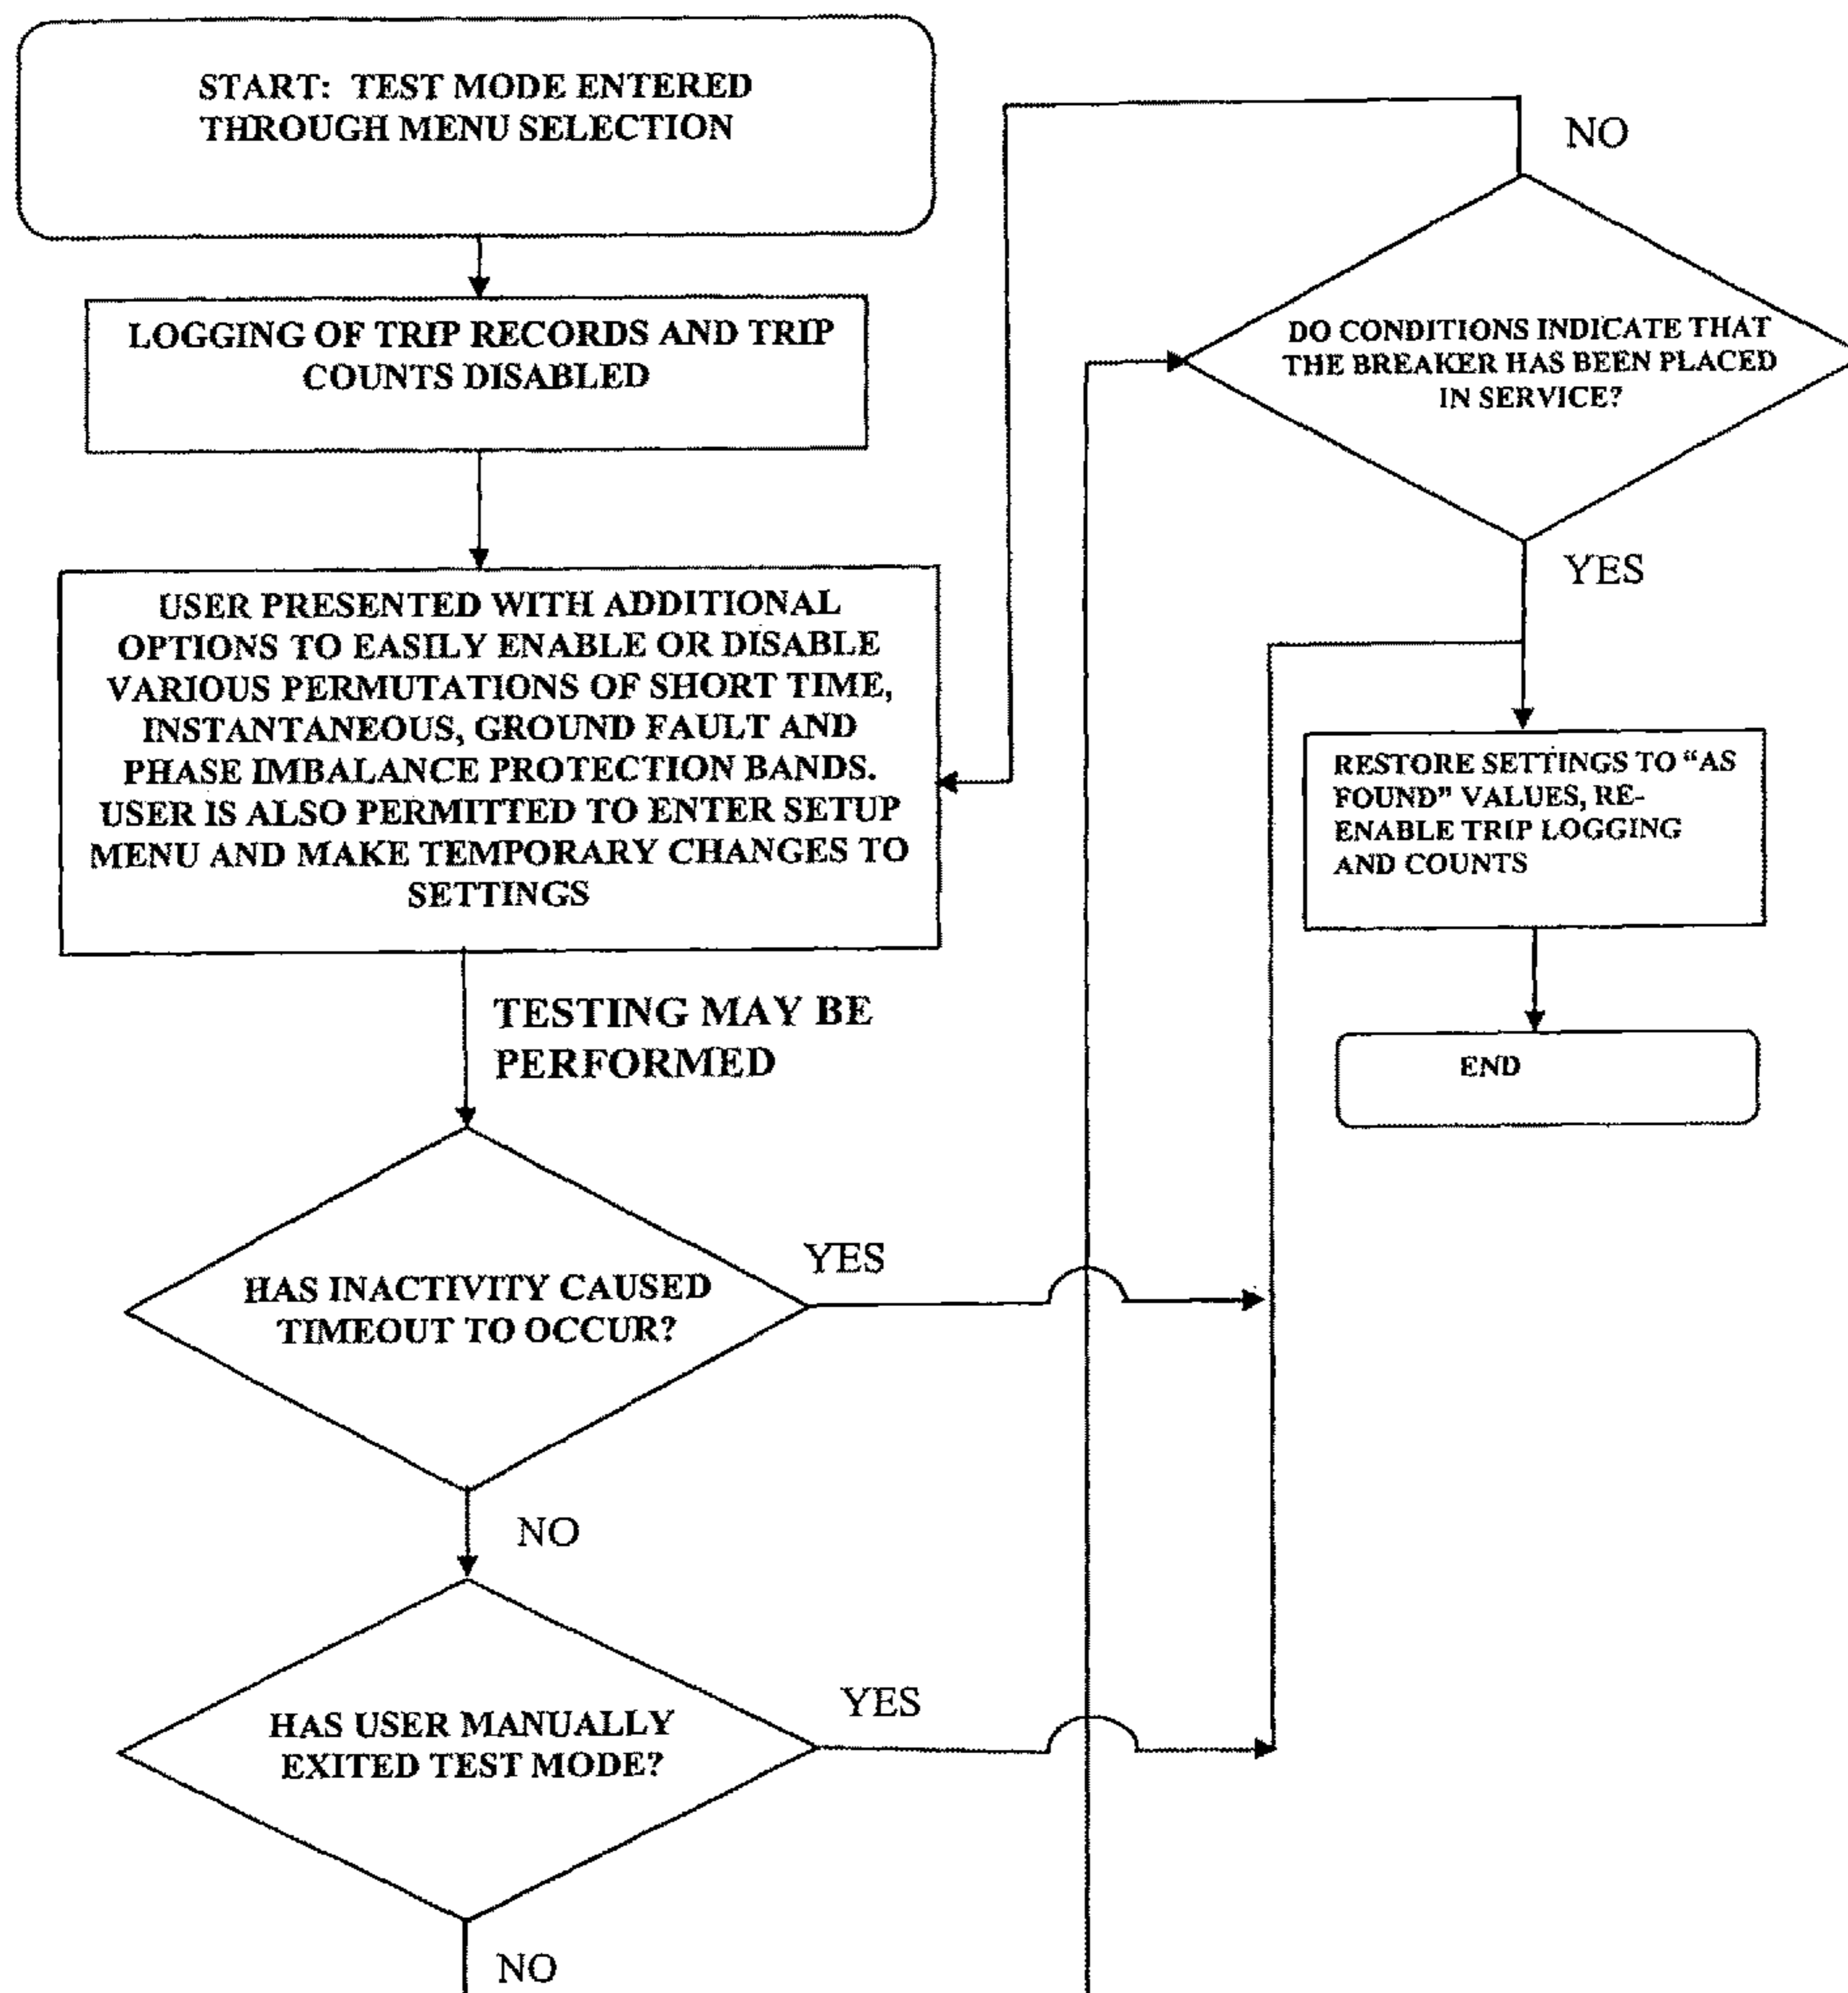 START: TEST MODE ENTERED
THROUGH MENU SELECTION
LOGGING OF TRIP RECORDS AND TRIP
COUNTS DISABLED
USER PRESENTED WITH ADDITIONAL
OPTIONS TO EASILY ENABLE OR DISABLE
VARIOUS PERMUTATIONS OF SHORT TIME,
INSTANTANEOUS, GROUND FAULT AND
PHASE IMBALANCE PROTECTION BANDS.
USER IS ALSO PERMITTED TO ENTER SETUP
MENU AND MAKE TEMPORARY CHANGES TO
SETTINGS
TESTING MAY BE
PERFORMED
HAS INACTIVITY CAUSED
TIMEOUT TO OCCUR?
YES
NO
HAS USER MANUALLY
EXITED TEST MODE?
YES
NO
NO
DO CONDITIONS INDICATE THAT
THE BREAKER HAS BEEN PLACED
IN SERVICE?
YES
RESTORE SETTINGS TO “AS
FOUND” VALUES, RE-
ENABLE TRIP LOGGING
AND COUNTS
END